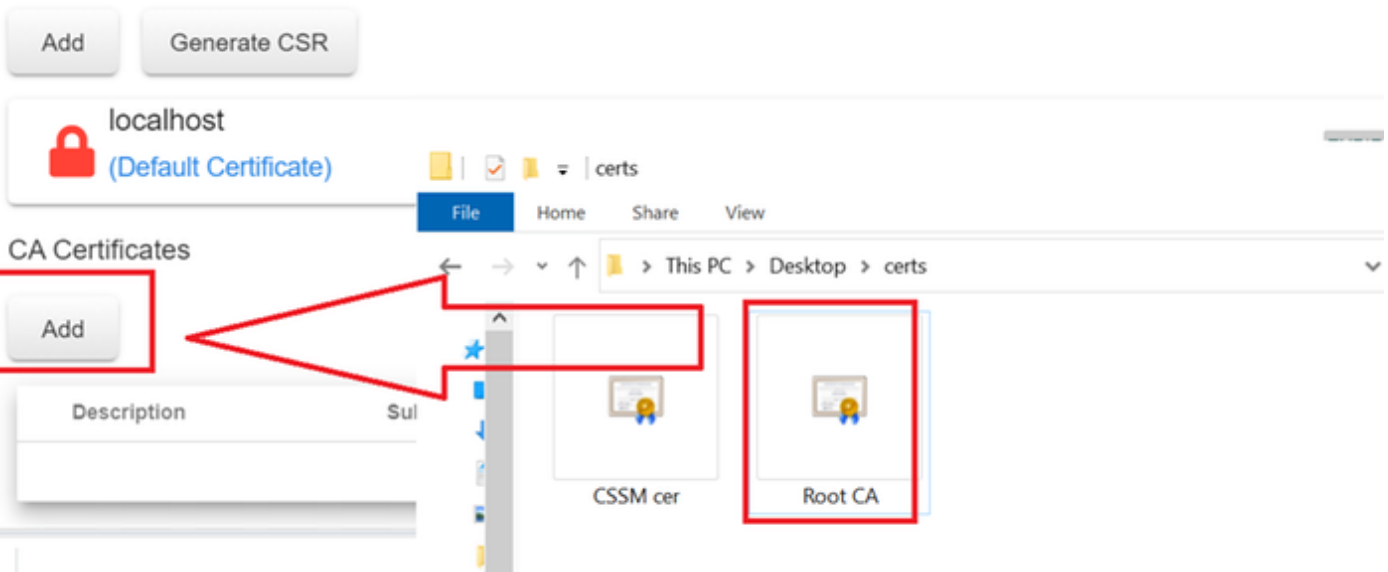 Add
Generate CSR
localhost
(Default Certificate)
certs
File
Home
Share
View
CA Certificates
This PC > Desktop > certs
Add
Description
Sul
CSSM cer
Root CA